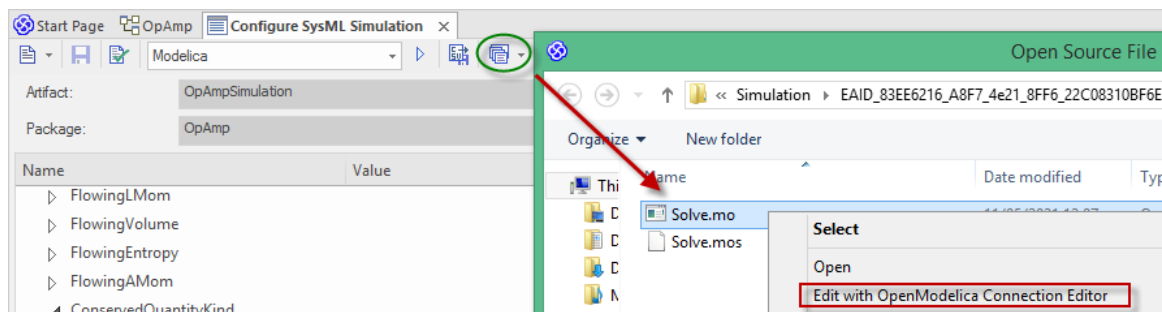 Start Page OpAmp Configure SysML Simulation
Modelica
Artifact: OpAmpSimulation
Package: OpAmp
Name Value
FlowingLMom
FlowingVolume
FlowingEntropy
FlowingAMom
ConservedQuantityKind
Open Source File
« Simulation EAID_83EE6216_A8F7_4e21_8FF6_22C08310BF6E
Organize New folder
Name Date modified Typ
Thi
D
D
D
M
Solve.mo
Solve.mos
Select
Open
Edit with OpenModelica Connection Editor